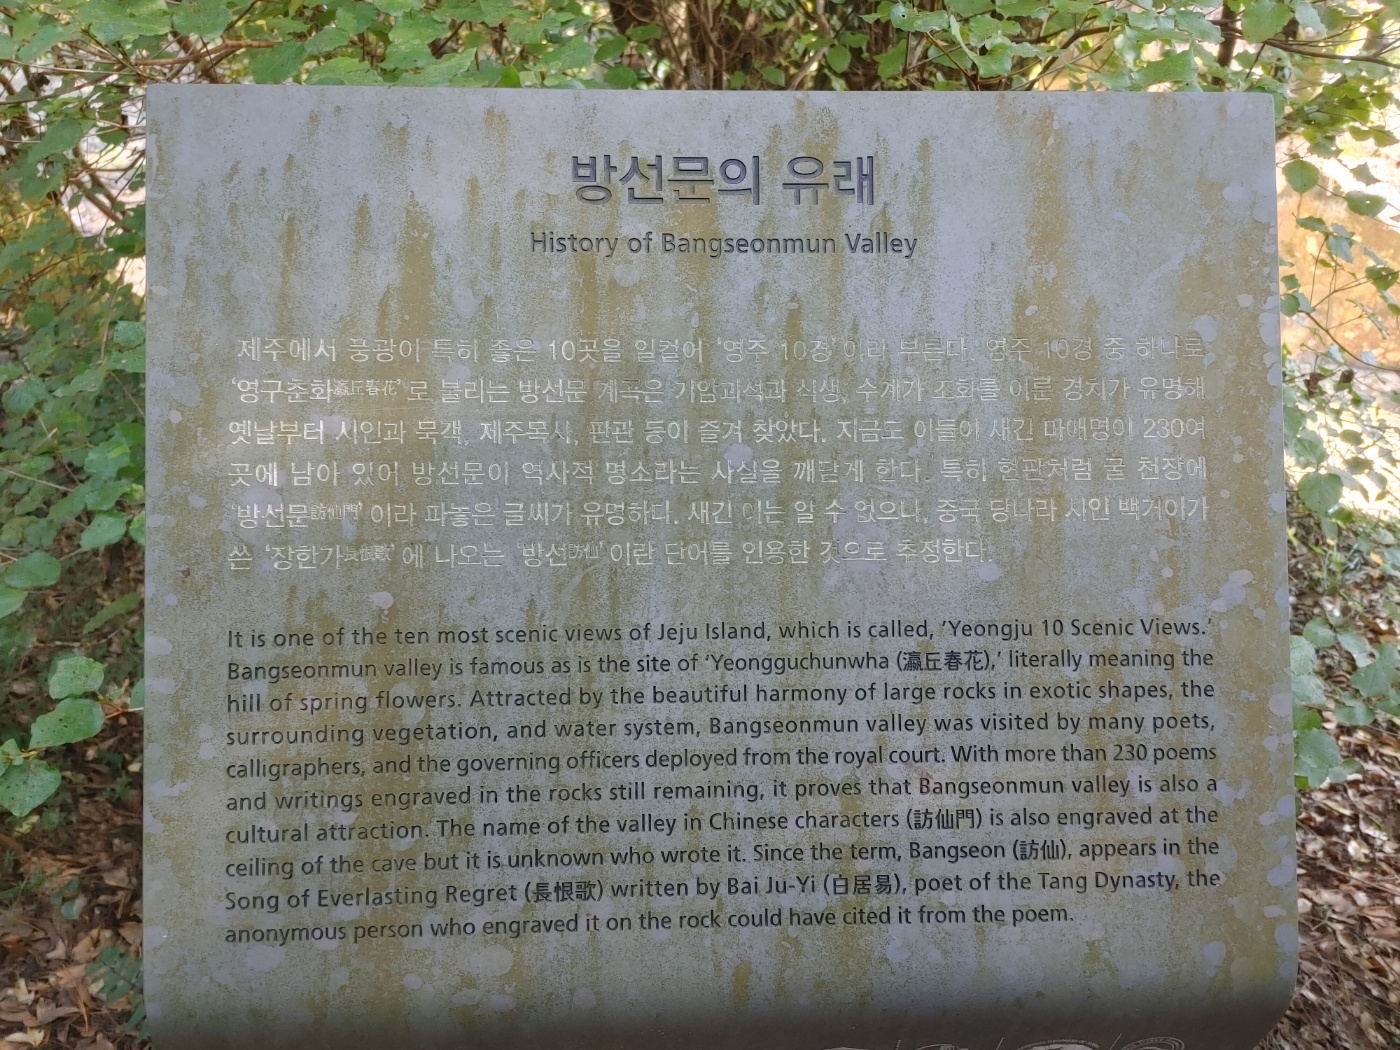 방선문의 유래
History of Bangseonmun Valley
제주에서 풍광이 특히 좋은 10곳을 일컬어 '영주 10경'이라 부른다. 영주 10경 중 하나로
'영구춘화瀛丘春花'로 불리는 방선문 계곡은 기암괴석과 식생, 수계가 조화를 이룬 경치가 유명해
옛날부터 시인과 묵객, 제주목사, 판관 등이 즐겨 찾았다. 지금도 이들이 새긴 마애명이 230여
곳에 남아 있어 방선문이 역사적 명소라는 사실을 깨닫게 한다. 특히 현판처럼 굴 천장에
'방선문訪仙門'이라 파놓은 글씨가 유명하다. 새긴 이는 알 수 없으나, 중국 당나라 시인 백거이가
쓴 '장한가長恨歌'에 나오는 '방선訪仙'이란 단어를 인용한 것으로 추정한다.
It is one of the ten most scenic views of Jeju Island, which is called, 'Yeongju 10 Scenic Views.'
Bangseonmun valley is famous as is the site of 'Yeongguchunwha (瀛丘春花),' literally meaning the
hill of spring flowers. Attracted by the beautiful harmony of large rocks in exotic shapes, the
surrounding vegetation, and water system, Bangseonmun valley was visited by many poets,
calligraphers, and the governing officers deployed from the royal court. With more than 230 poems
and writings engraved in the rocks still remaining, it proves that Bangseonmun valley is also a
cultural attraction. The name of the valley in Chinese characters (訪仙門) is also engraved at the
ceiling of the cave but it is unknown who wrote it. Since the term, Bangseon (訪仙), appears in the
Song of Everlasting Regret (長恨歌) written by Bai Ju-Yi (白居易), poet of the Tang Dynasty, the
anonymous person who engraved it on the rock could have cited it from the poem.